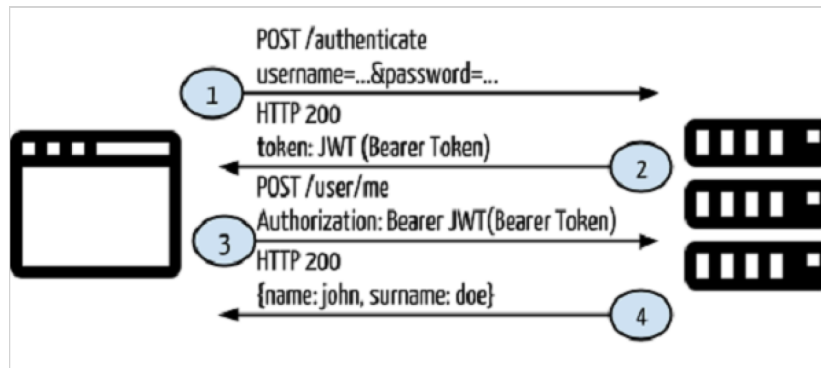 POST /authenticate
username=...&password=...
1
HTTP 200
token: JWT (Bearer Token)
2
POST /user/me
Authorization: Bearer JWT(Bearer Token)
3
HTTP 200
{name: john, surname: doe}
4